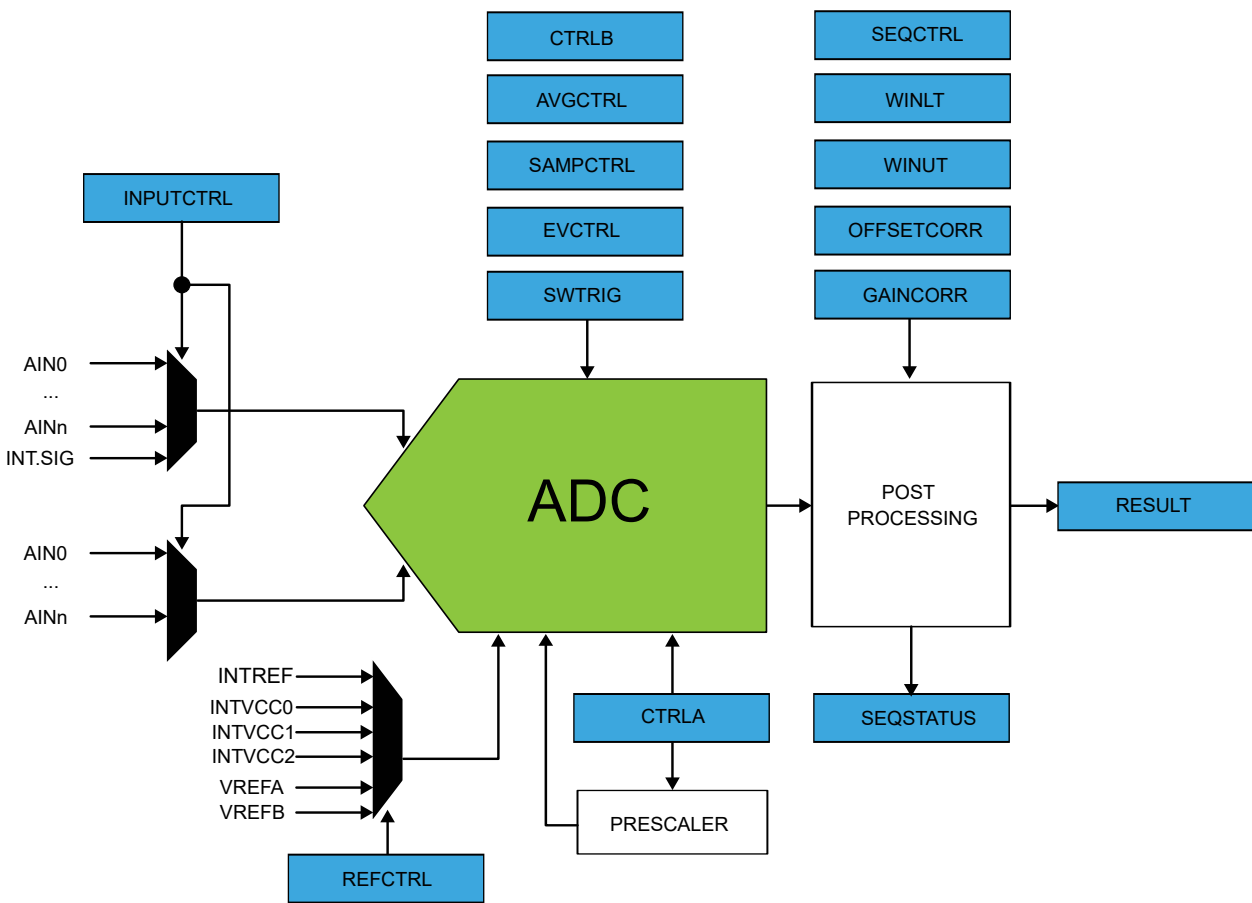 CTRLB
AVGCTRL
SAMPCTRL
EVCTRL
SWTRIG
SEQCTRL
WINLT
WINUT
OFFSETCORR
GAINCORR
INPUTCTRL
AIN0
...
AINn
INT.SIG
AIN0
...
AINn
ADC
POST
PROCESSING
RESULT
INTREF
INTVCC0
INTVCC1
INTVCC2
VREFA
VREFB
REFCTRL
CTRLA
PRESCALER
SEQSTATUS